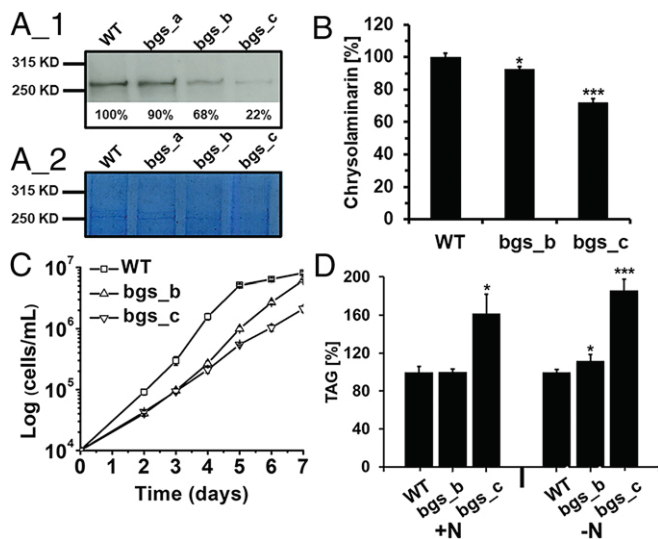 A_1
WT bgs_a bgs_b bgs_c
315 KD
250 KD
100% 90% 68% 22%
A_2
WT bgs_a bgs_b bgs_c
315 KD
250 KD
B
Chrysolaminarin [%]
120
100
80
60
40
20
0
*
***
WT bgs_b bgs_c
C
Log (cells/mL)
10^7
10^6
10^5
10^4
WT
bgs_b
bgs_c
0 1 2 3 4 5 6 7
Time (days)
D
TAG [%]
200
160
120
80
40
0
*
*
***
WT bgs_b bgs_c WT bgs_b bgs_c
+N -N